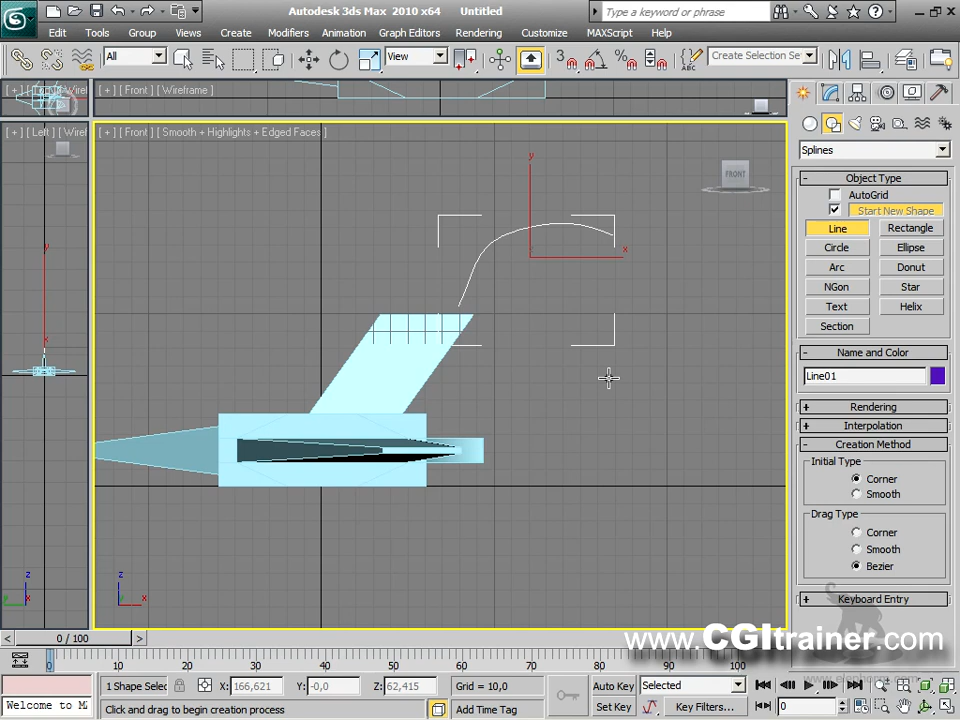 Autodesk 3ds Max 2010 x64 Untitled
Type a keyword or phrase
Edit Tools Group Views Create Modifiers Animation Graph Editors Rendering Customize MAXScript Help
All View 3 Create Selection Se
[ + ] [ Front ] [ Wireframe ]
[ + ] [ Left ] [ Wiref
[ + ] [ Front ] [ Smooth + Highlights + Edged Faces ]
FRONT
y
x
z
x
z
x
Splines
- Object Type
AutoGrid
Start New Shape
Line Rectangle
Circle Ellipse
Arc Donut
NGon Star
Text Helix
Section
- Name and Color
Line01
+ Rendering
+ Interpolation
- Creation Method
Initial Type
Corner
Smooth
Drag Type
Corner
Smooth
Bezier
+ Keyboard Entry
www.CGItrainer.com
< 0 / 100 >
0 10 20 30 40 50 60 70 80 90 100
1 Shape Selec X: 166,621 Y: -0,0 Z: 62,415 Grid = 10,0 Auto Key Selected
Welcome to M Click and drag to begin creation process Add Time Tag Set Key Key Filters... 0